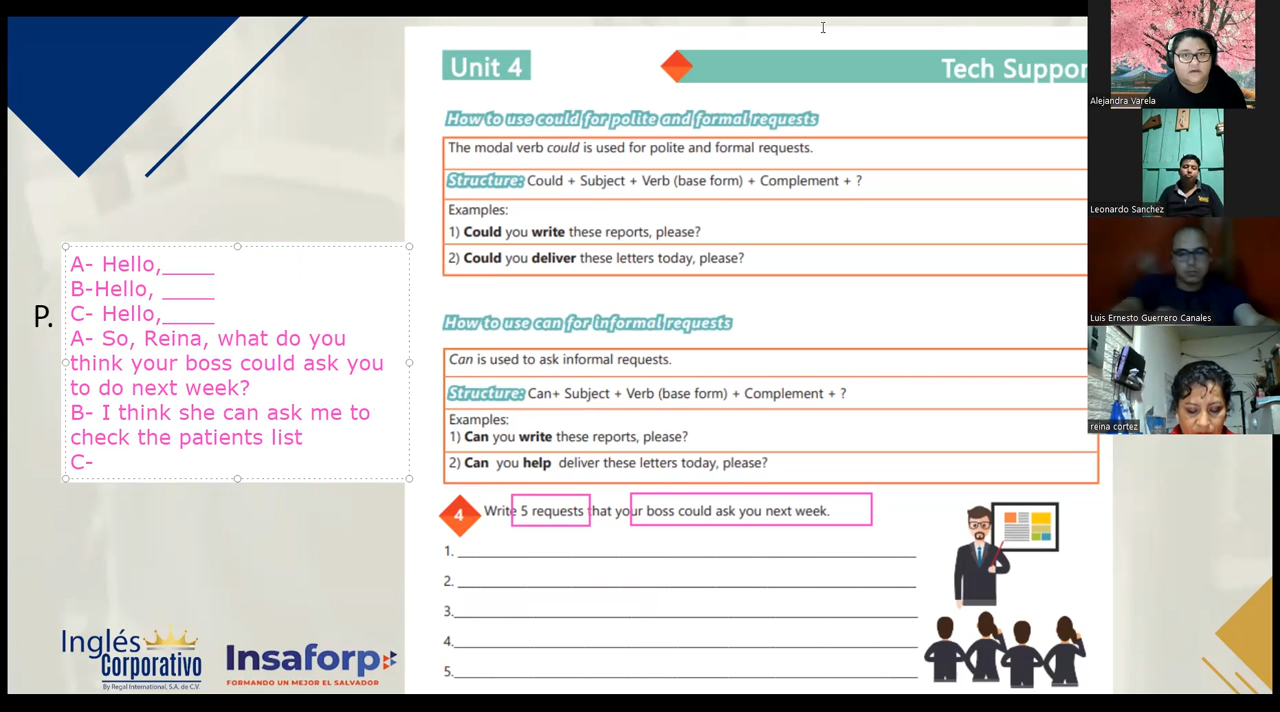 Unit 4
Tech Suppor
How to use could for polite and formal requests
The modal verb could is used for polite and formal requests.
Structure: Could + Subject + Verb (base form) + Complement + ?
Examples:
1) Could you write these reports, please?
2) Could you deliver these letters today, please?
How to use can for informal requests
Can is used to ask informal requests.
Structure: Can+ Subject + Verb (base form) + Complement + ?
Examples:
1) Can you write these reports, please?
2) Can you help deliver these letters today, please?
4 Write 5 requests that your boss could ask you next week.
1.
2.
3.
4.
5.
P.
A- Hello,____
B-Hello, ____
C- Hello,____
A- So, Reina, what do you
think your boss could ask you
to do next week?
B- I think she can ask me to
check the patients list
C-
Inglés
Corporativo
By Regal International, S.A. de C.V.
Insaforp
FORMANDO UN MEJOR EL SALVADOR
Alejandra Varela
Leonardo Sanchez
Luis Ernesto Guerrero Canales
reina cortez